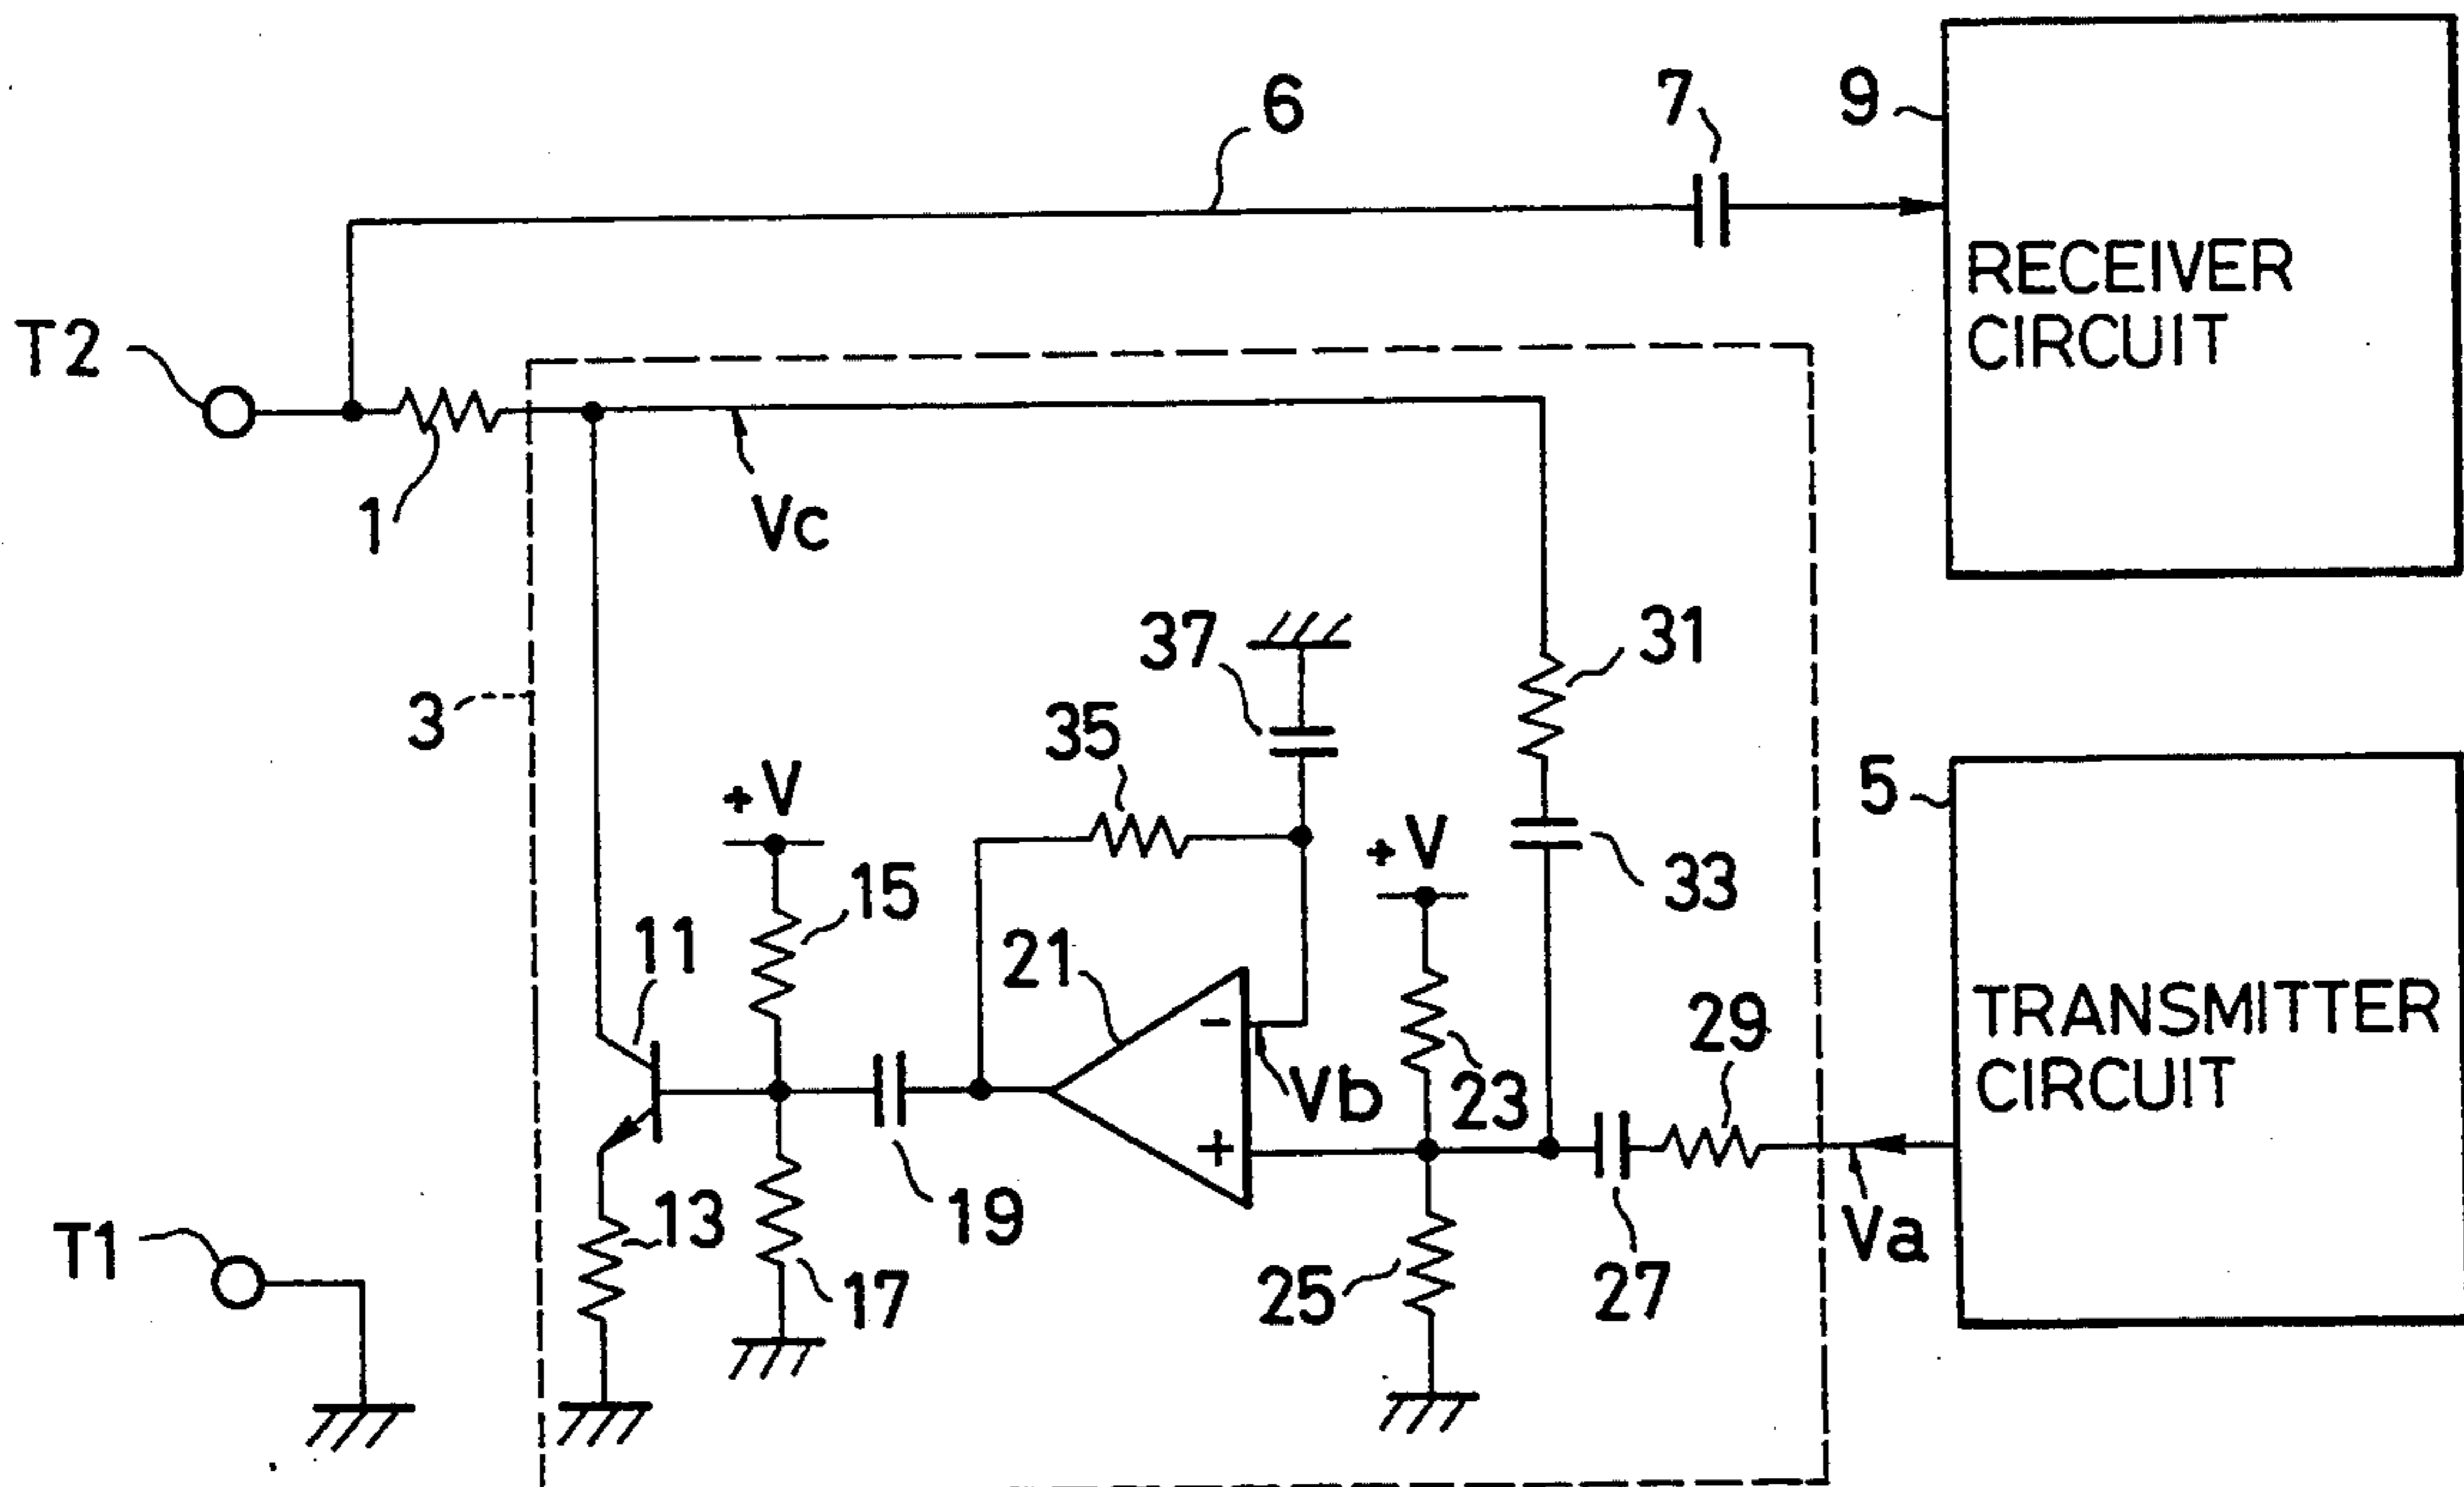 6
7
9
RECEIVER
CIRCUIT
T2
1
Vc
3
37
31
35
+V
5
+V
15
33
11
21
29
TRANSMITTER
CIRCUIT
-
Vb
23
+
13
19
Va
T1
17
25
27